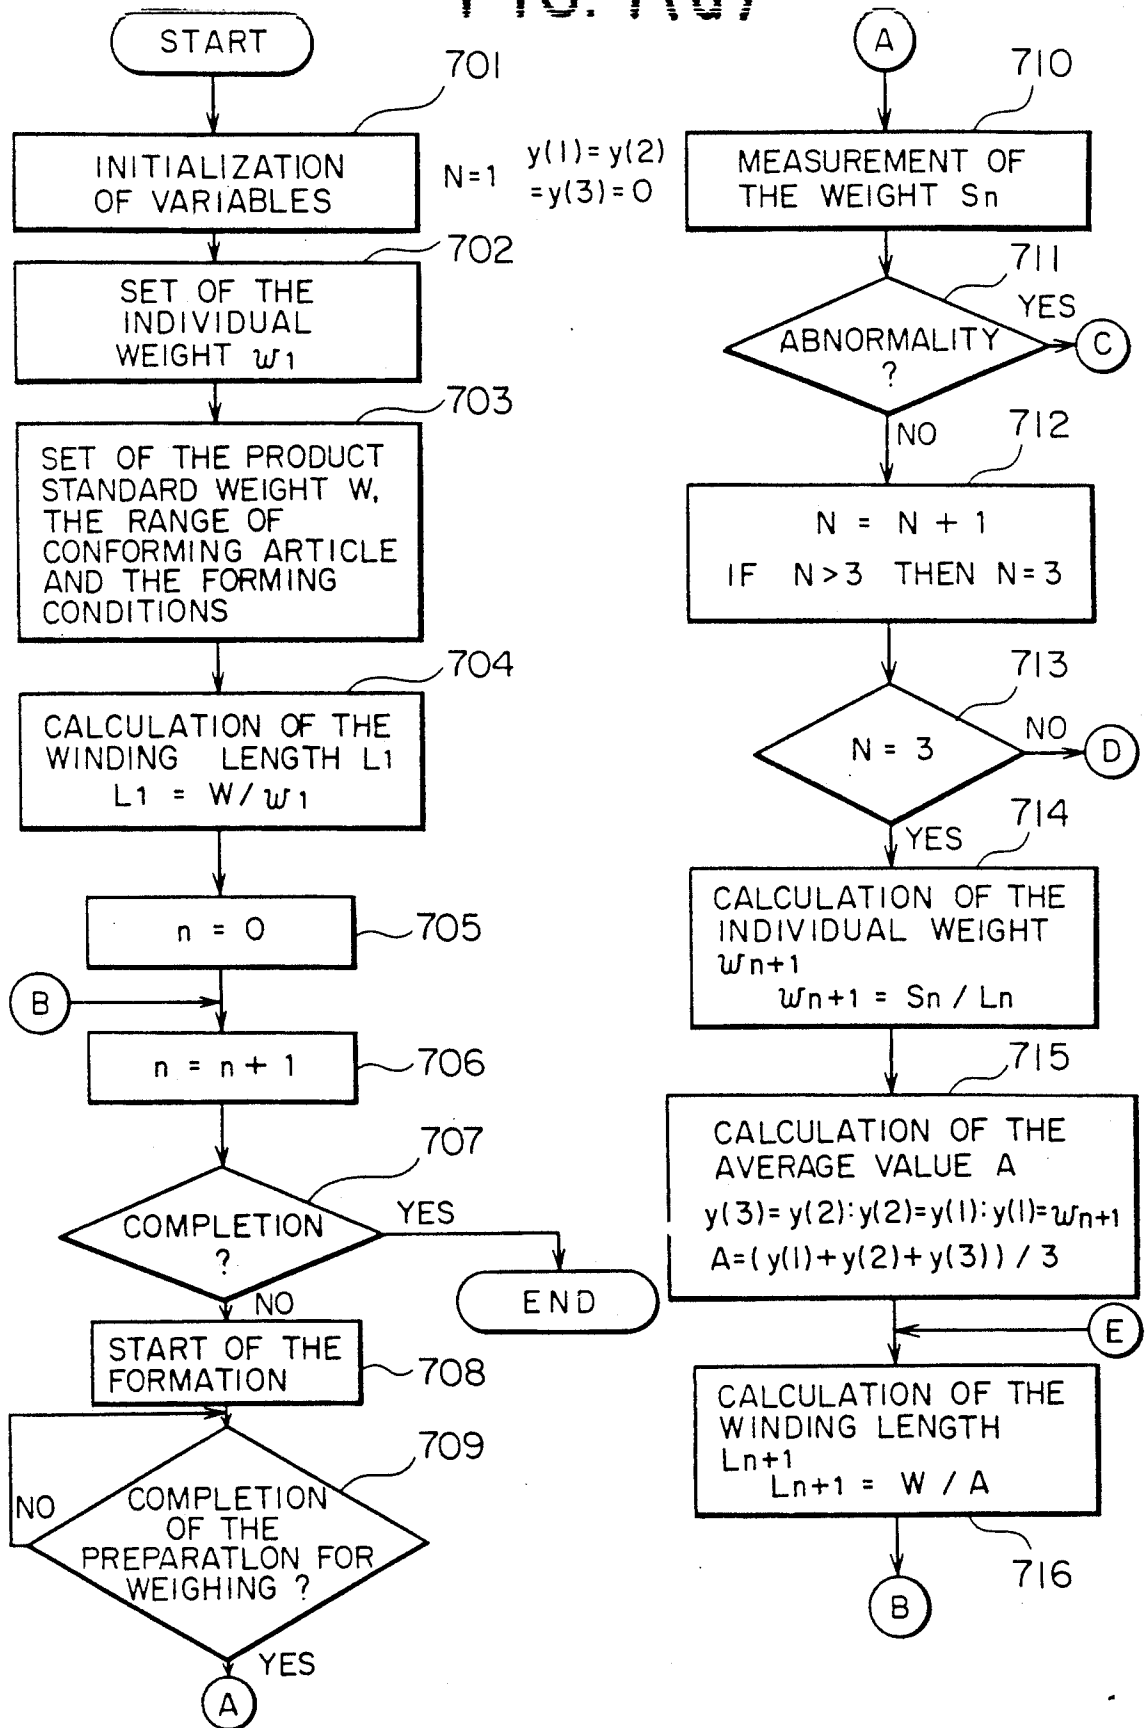 START
701
INITIALIZATION
OF VARIABLES
N=1
y(1)=y(2)
=y(3)=0
702
SET OF THE
INDIVIDUAL
WEIGHT w1
703
SET OF THE PRODUCT
STANDARD WEIGHT W,
THE RANGE OF
CONFORMING ARTICLE
AND THE FORMING
CONDITIONS
704
CALCULATION OF THE
WINDING LENGTH L1
L1 = W/w1
n = 0
705
B
n = n + 1
706
707
COMPLETION
?
YES
END
NO
START OF THE
FORMATION
708
709
NO
COMPLETION
OF THE
PREPARATLON FOR
WEIGHING ?
YES
A
A
710
MEASUREMENT OF
THE WEIGHT Sn
711
ABNORMALITY
?
YES
C
NO
712
N = N + 1
IF N>3 THEN N=3
713
N = 3
NO
D
YES
714
CALCULATION OF THE
INDIVIDUAL WEIGHT
wn+1
wn+1 = Sn / Ln
715
CALCULATION OF THE
AVERAGE VALUE A
y(3)=y(2):y(2)=y(1):y(1)=wn+1
A=(y(1)+y(2)+y(3))/3
E
CALCULATION OF THE
WINDING LENGTH
Ln+1
Ln+1 = W / A
716
B